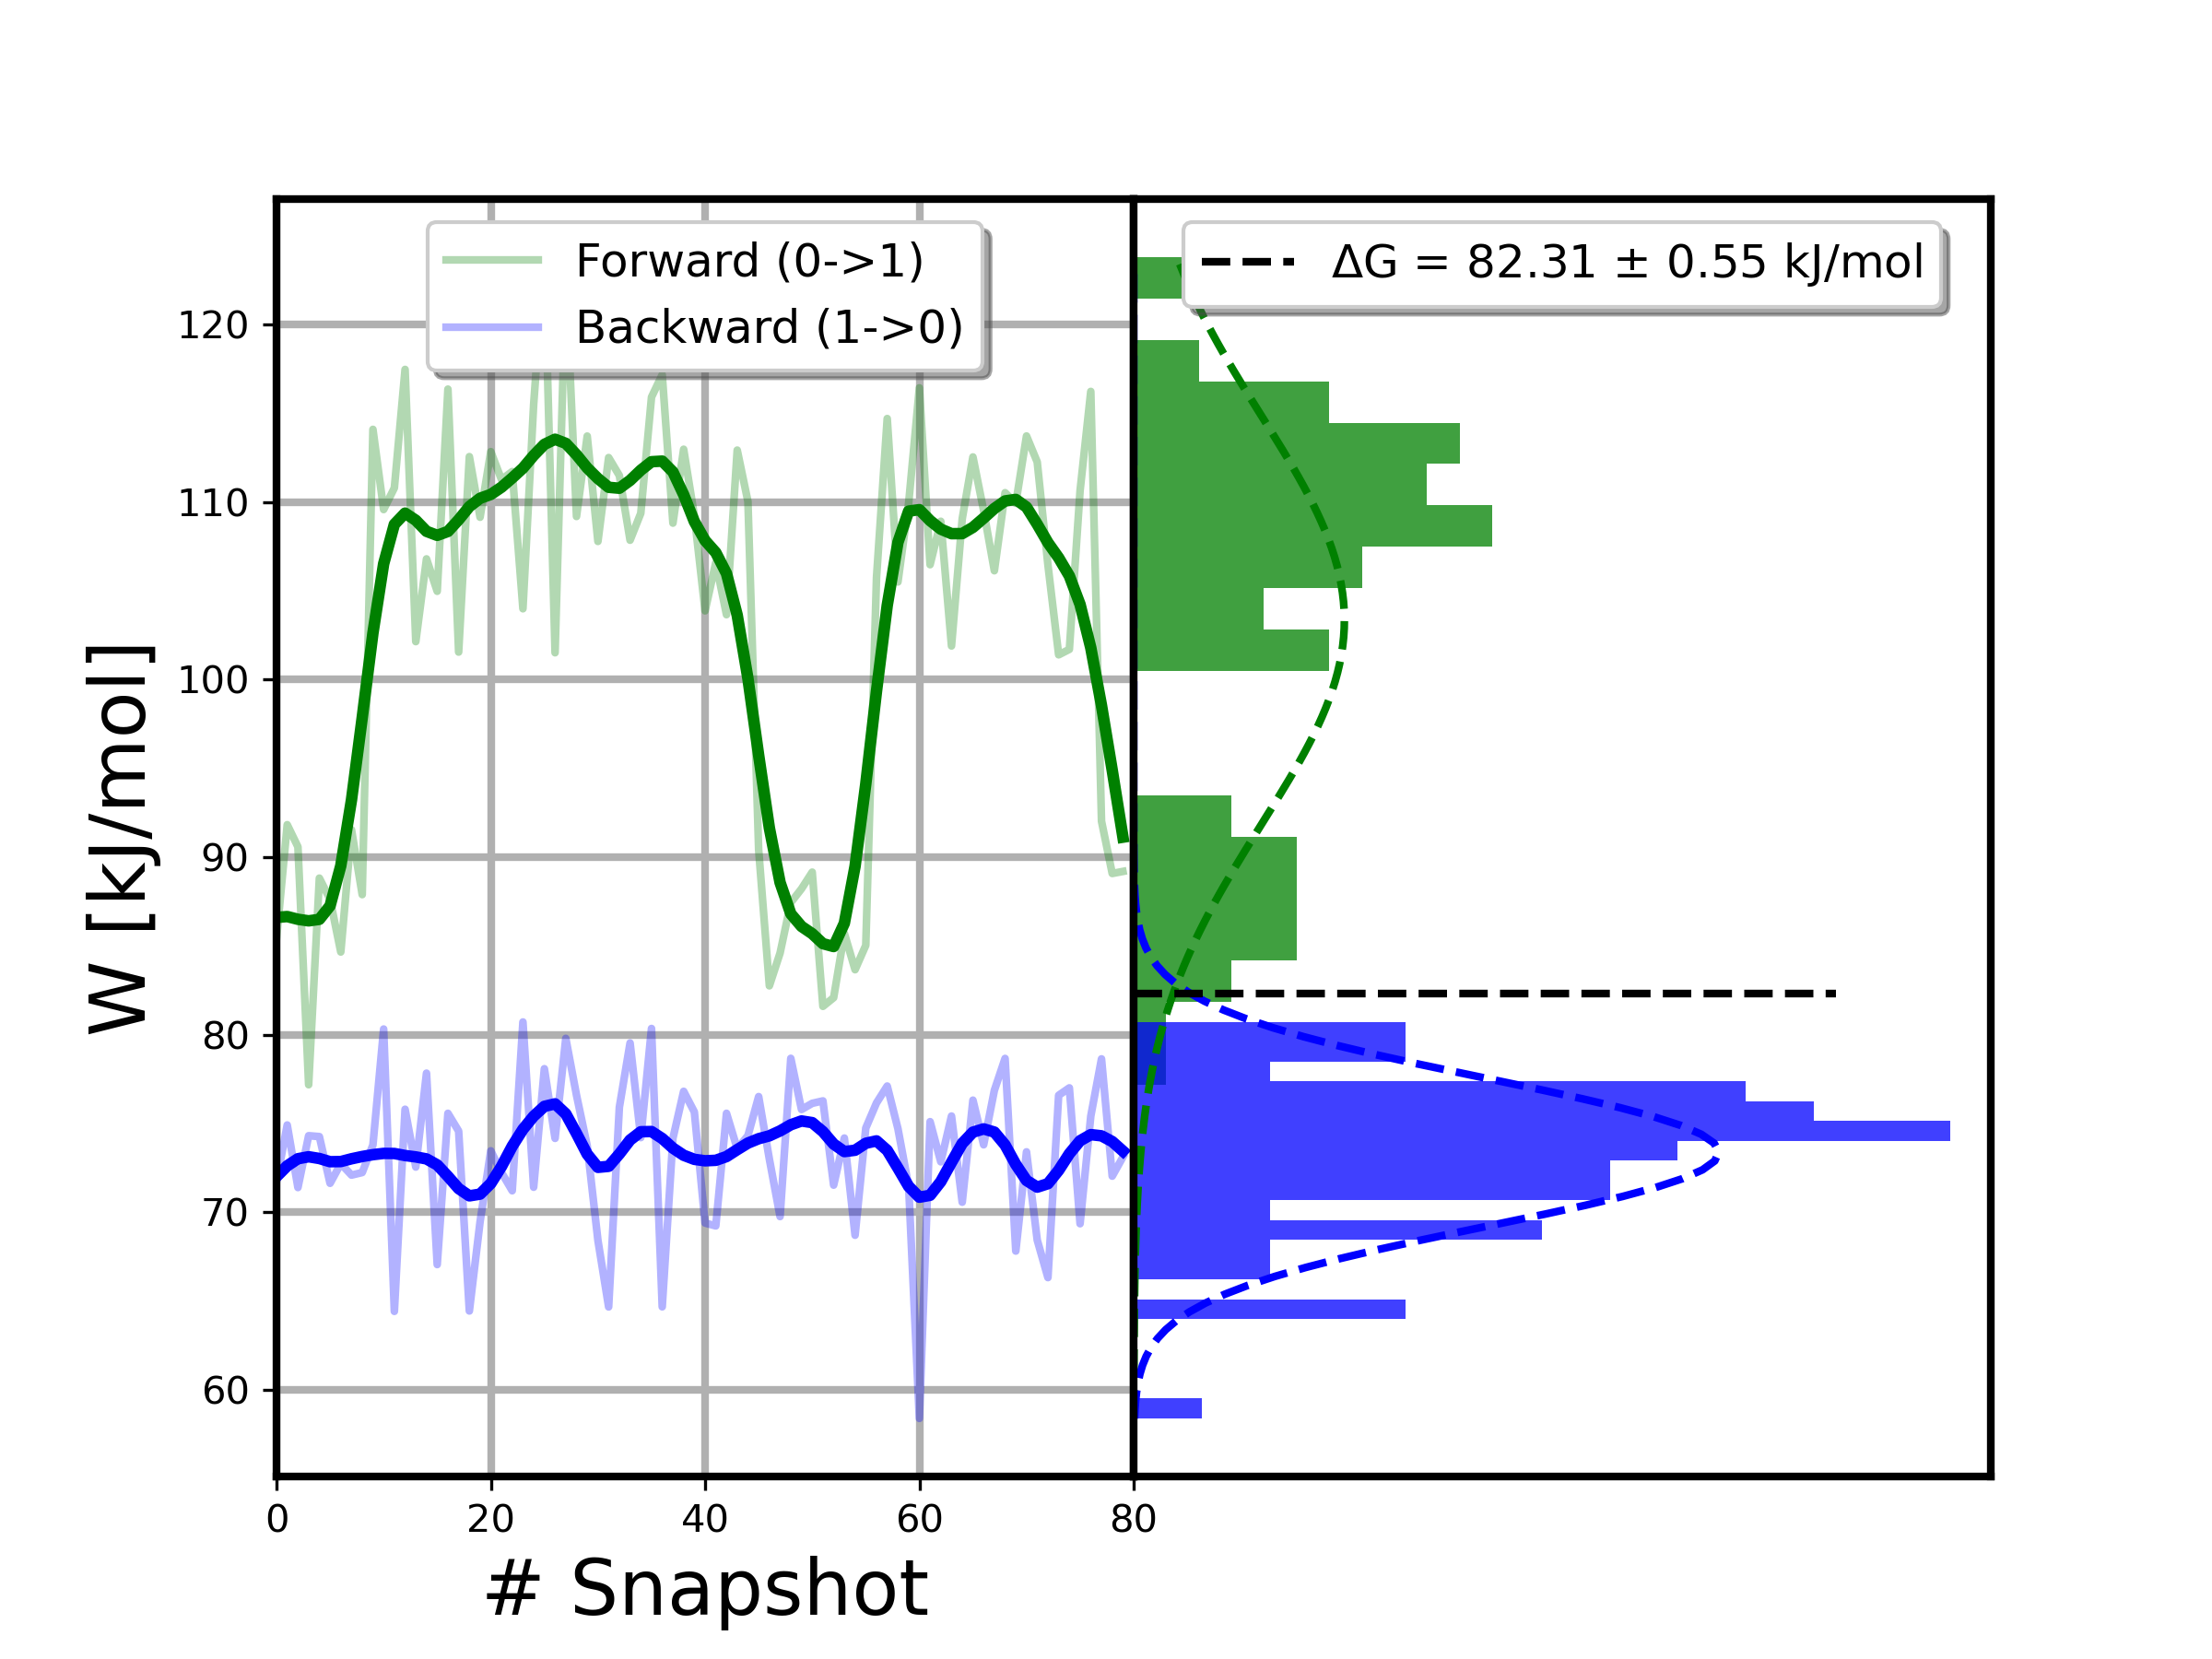 Forward (0->1)
Backward (1->0)
ΔG = 82.31 ± 0.55 kJ/mol
W [kJ/mol]
120
110
100
90
80
70
60
0 20 40 60 80
# Snapshot